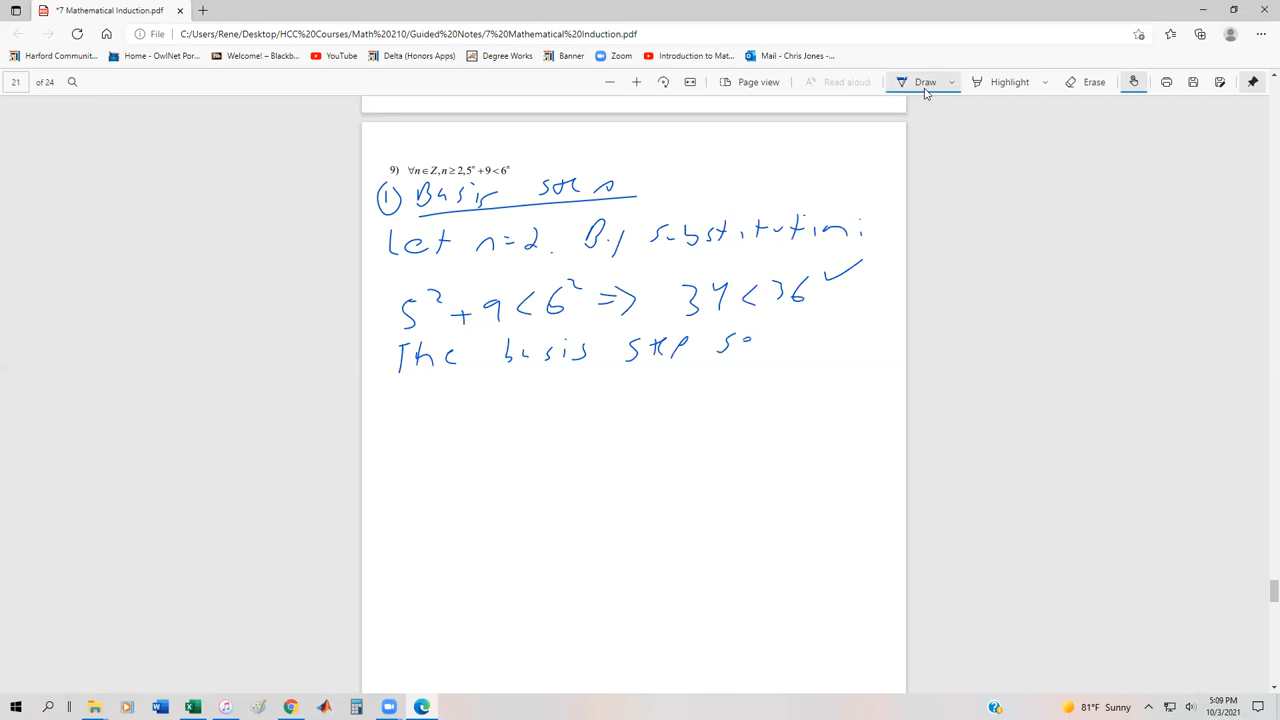 *7 Mathematical Induction.pdf
File C:/Users/Rene/Desktop/HCC%20Courses/Math%20210/Guided%20Notes/7%20Mathematical%20Induction.pdf
Harford Communit... Home - OwlNet Por... Welcome! – Blackb... YouTube Delta (Honors Apps) Degree Works Banner Zoom Introduction to Mat... Mail - Chris Jones -...
21 of 24 Page view Read aloud Draw Highlight Erase
9) ∀n ∈ Z, n ≥ 2, 5ⁿ + 9 < 6ⁿ
① Basis step
Let n=2. By substitution:
5² + 9 < 6² => 34 < 36 ✓
The basis step
81°F Sunny
5:09 PM
10/3/2021